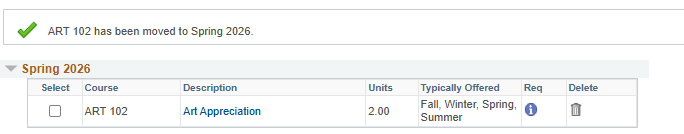 ART 102 has been moved to Spring 2026.
Spring 2026
Select Course Description Units Typically Offered Req Delete
ART 102 Art Appreciation 2.00 Fall, Winter, Spring,
Summer